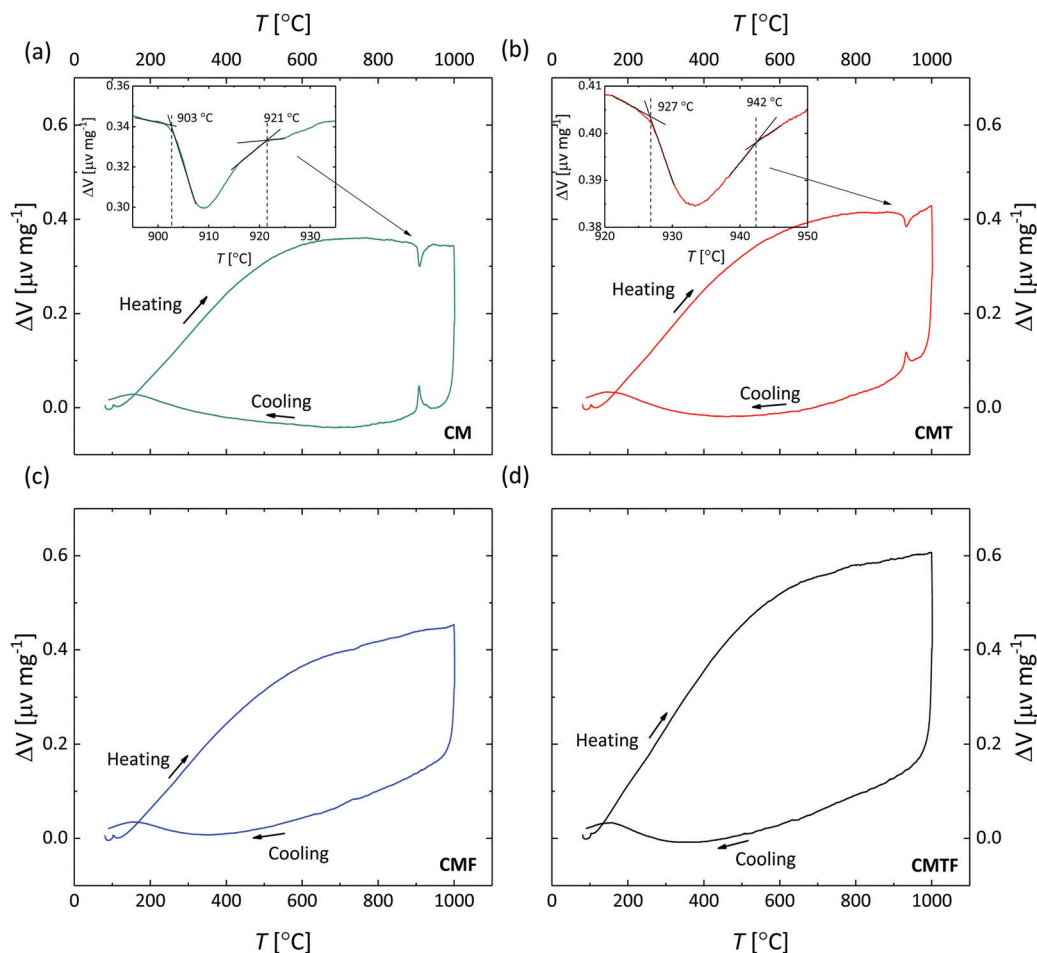 T [°C]
T [°C]
(a)
(b)
0 200 400 600 800 1000
0 200 400 600 800 1000
0.36
0.34
0.32
0.30
ΔV [μv mg⁻¹]
903 °C
921 °C
900 910 920 930
T [°C]
0.41
0.40
0.39
0.38
ΔV [μv mg⁻¹]
927 °C
942 °C
920 930 940 950
T [°C]
0.6
0.4
0.2
0.0
ΔV [μv mg⁻¹]
Heating
Cooling
CM
Heating
Cooling
CMT
0.6
0.4
0.2
0.0
ΔV [μv mg⁻¹]
(c)
(d)
0.6
0.4
0.2
0.0
ΔV [μv mg⁻¹]
Heating
Cooling
CMF
Heating
Cooling
CMTF
0.6
0.4
0.2
0.0
ΔV [μv mg⁻¹]
0 200 400 600 800 1000
0 200 400 600 800 1000
T [°C]
T [°C]